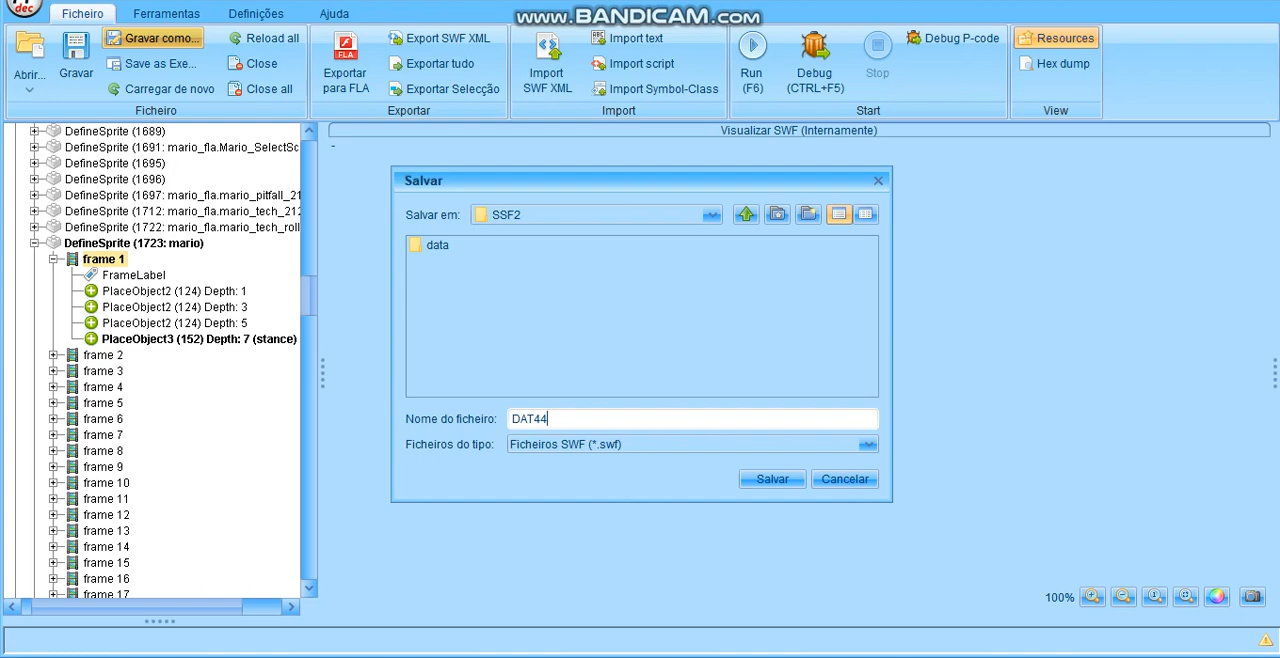 dec
Ficheiro Ferramentas Definições Ajuda
www.BANDICAM.com
Abrir...
Gravar
Gravar como...
Save as Exe...
Carregar de novo
Reload all
Close
Close all
Ficheiro
FLA
Exportar
para FLA
Export SWF XML
Exportar tudo
Exportar Selecção
Exportar
Import
SWF XML
Import text
Import script
Import Symbol-Class
Import
Run
(F6)
Debug
(CTRL+F5)
Stop
Debug P-code
Start
Resources
Hex dump
View
DefineSprite (1689)
DefineSprite (1691: mario_fla.Mario_SelectSc
DefineSprite (1695)
DefineSprite (1696)
DefineSprite (1697: mario_fla.mario_pitfall_21
DefineSprite (1712: mario_fla.mario_tech_212
DefineSprite (1722: mario_fla.mario_tech_roll
DefineSprite (1723: mario)
frame 1
FrameLabel
PlaceObject2 (124) Depth: 1
PlaceObject2 (124) Depth: 3
PlaceObject2 (124) Depth: 5
PlaceObject3 (152) Depth: 7 (stance)
frame 2
frame 3
frame 4
frame 5
frame 6
frame 7
frame 8
frame 9
frame 10
frame 11
frame 12
frame 13
frame 14
frame 15
frame 16
frame 17
Visualizar SWF (Internamente)
-
Salvar
Salvar em: SSF2
data
Nome do ficheiro: DAT44
Ficheiros do tipo: Ficheiros SWF (*.swf)
Salvar Cancelar
100%